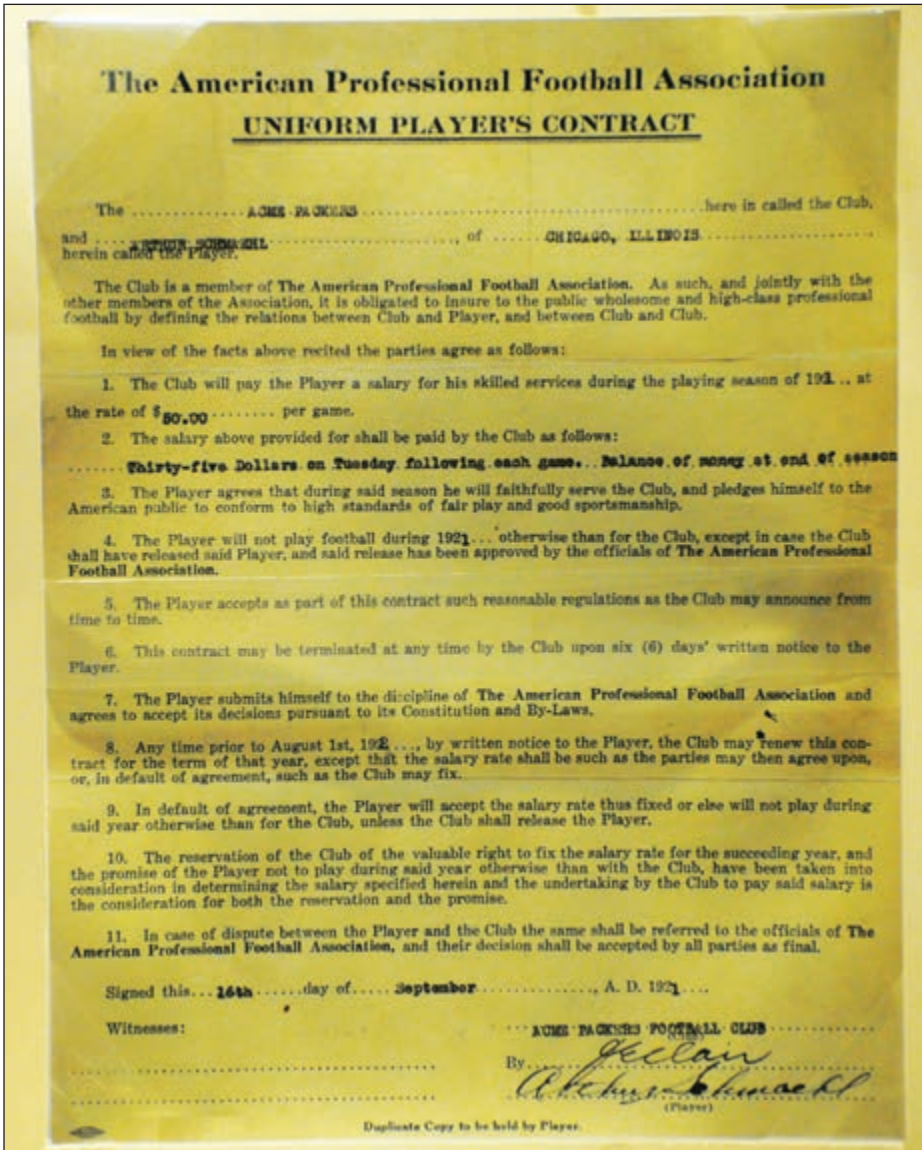 The American Professional Football Association
UNIFORM PLAYER'S CONTRACT
The ........ ACME PACKERS ........ here in called the Club,
and .... ARTHUR SCHMAEHL ........, of ...... CHICAGO, ILLINOIS ........,
herein called the Player.
The Club is a member of The American Professional Football Association. As such, and jointly with the
other members of the Association, it is obligated to insure to the public wholesome and high-class professional
football by defining the relations between Club and Player, and between Club and Club.
In view of the facts above recited the parties agree as follows:
1. The Club will pay the Player a salary for his skilled services during the playing season of 1921... at
the rate of $50.00 ........ per game.
2. The salary above provided for shall be paid by the Club as follows:
...... Thirty-five Dollars on Tuesday following each game... Balance of money at end of season
3. The Player agrees that during said season he will faithfully serve the Club, and pledges himself to the
American public to conform to high standards of fair play and good sportsmanship.
4. The Player will not play football during 1921... otherwise than for the Club, except in case the Club
shall have released said Player, and said release has been approved by the officials of The American Professional
Football Association.
5. The Player accepts as part of this contract such reasonable regulations as the Club may announce from
time to time.
6. This contract may be terminated at any time by the Club upon six (6) days' written notice to the
Player.
7. The Player submits himself to the discipline of The American Professional Football Association and
agrees to accept its decisions pursuant to its Constitution and By-Laws.
8. Any time prior to August 1st, 1922...., by written notice to the Player, the Club may renew this con-
tract for the term of that year, except that the salary rate shall be such as the parties may then agree upon,
or, in default of agreement, such as the Club may fix.
9. In default of agreement, the Player will accept the salary rate thus fixed or else will not play during
said year otherwise than for the Club, unless the Club shall release the Player.
10. The reservation of the Club of the valuable right to fix the salary rate for the succeeding year, and
the promise of the Player not to play during said year otherwise than with the Club, have been taken into
consideration in determining the salary specified herein and the undertaking by the Club to pay said salary is
the consideration for both the reservation and the promise.
11. In case of dispute between the Player and the Club the same shall be referred to the officials of The
American Professional Football Association, and their decision shall be accepted by all parties as final.
Signed this... 16th ......day of..... September ........, A. D. 1921....
Witnesses:
ACME PACKERS FOOTBALL CLUB
(Club)
By.... JEClair
Arthur Schmaehl
(Player)
Duplicate Copy to be held by Player.